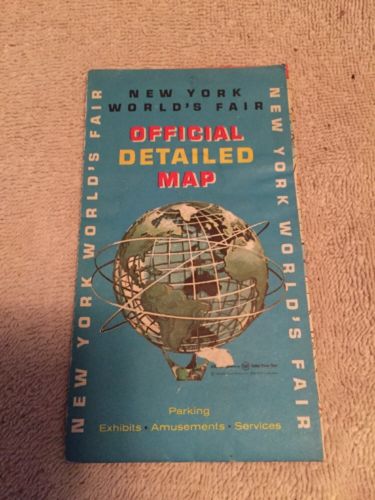 NEW YORK
WORLD'S FAIR
OFFICIAL
DETAILED
MAP
NEW YORK WORLD'S FAIR
NEW YORK WORLD'S FAIR
Parking
Exhibits · Amusements · Services